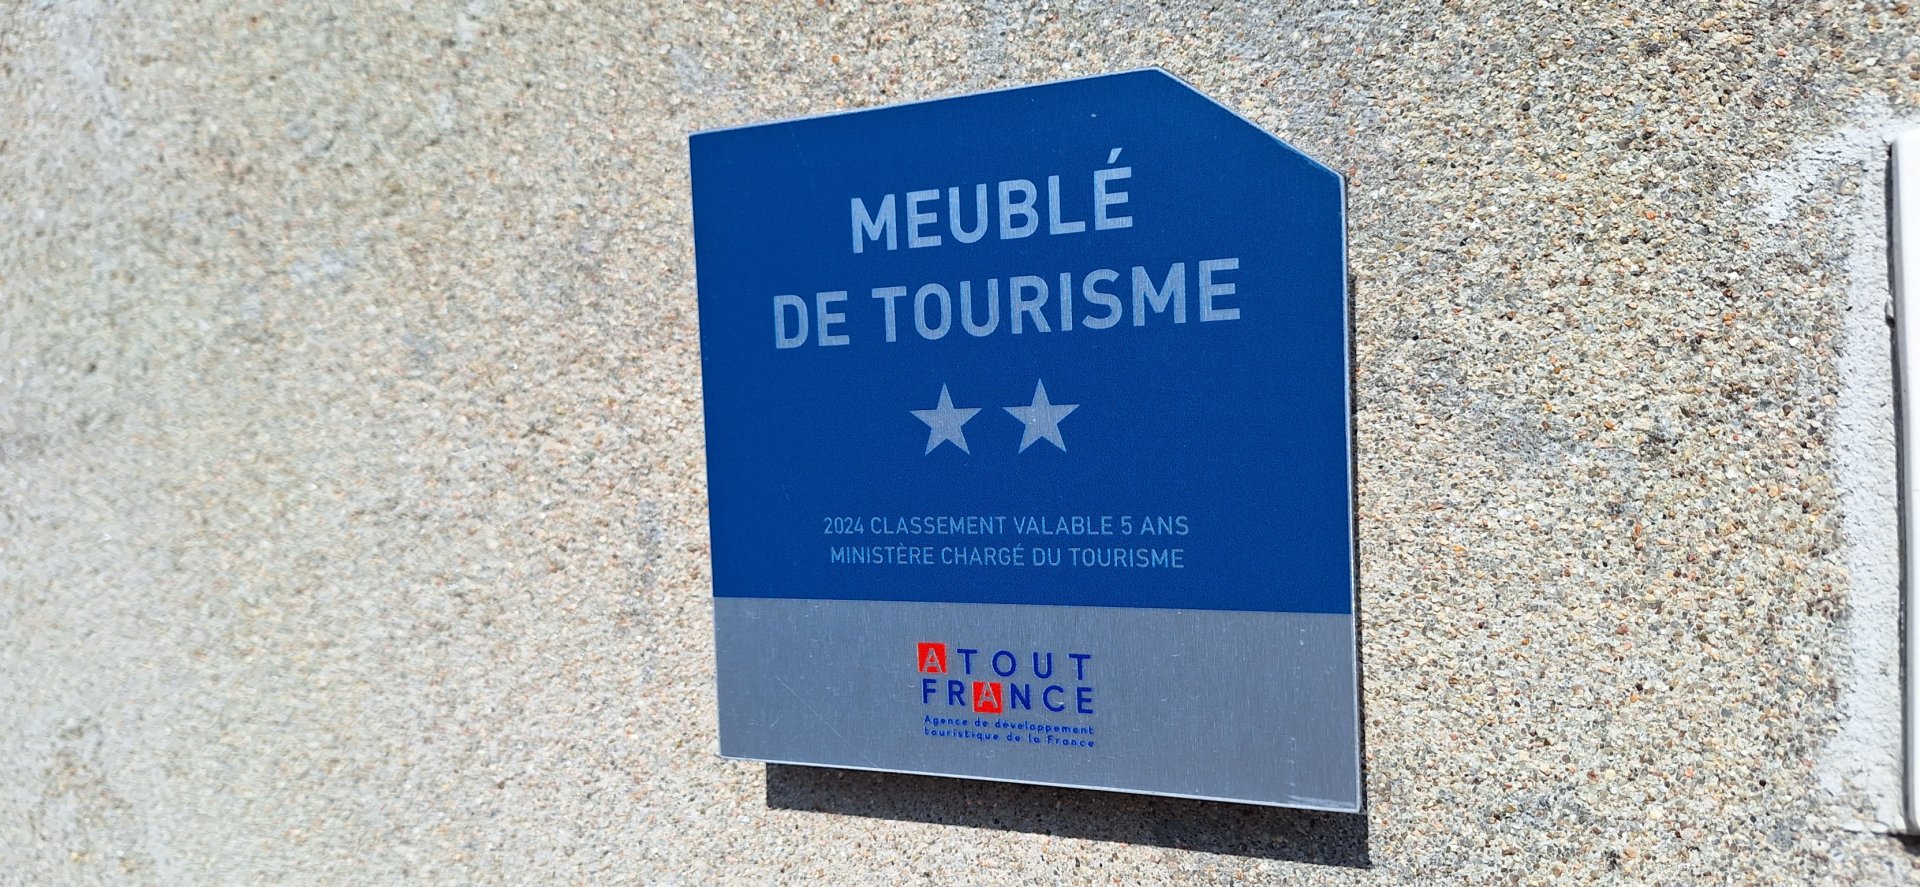 MEUBLÉ
DE TOURISME
2024 CLASSEMENT VALABLE 5 ANS
MINISTÈRE CHARGÉ DU TOURISME
ATOUT
FRANCE
Agence de développement
touristique de la France